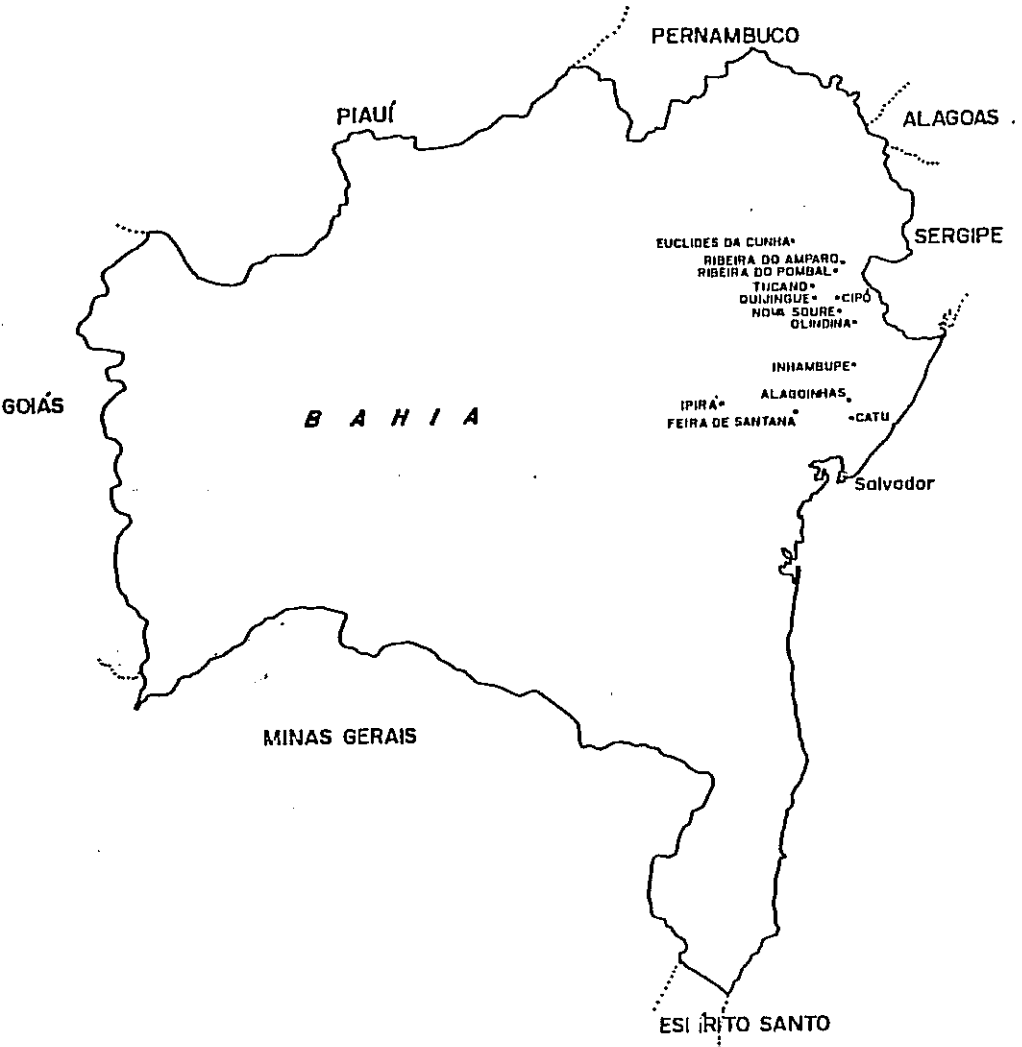 PERNAMBUCO
PIAUÍ
ALAGOAS
SERGIPE
EUCLIDES DA CUNHA
RIBEIRA DO AMPARO
RIBEIRA DO POMBAL
TUCANO
QUIJINGUE
CIPÓ
NOVA SOURE
OLINDINA
INHAMBUPE
GOIÁS
BAHIA
IPIRÁ
ALAGOINHAS
FEIRA DE SANTANA
CATU
Salvador
MINAS GERAIS
ESPÍRITO SANTO